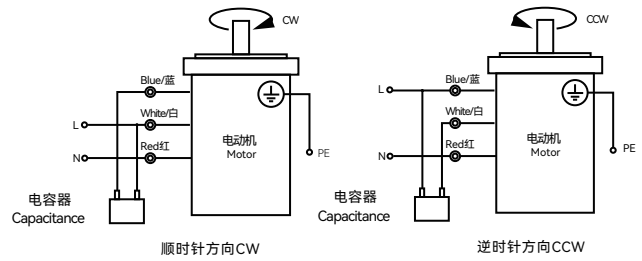 CW
Blue/蓝
White/白
L
Red红
N
电动机
Motor
PE
电容器
Capacitance
顺时针方向CW
CCW
Blue/蓝
L
White/白
Red红
N
电动机
Motor
PE
电容器
Capacitance
逆时针方向CCW